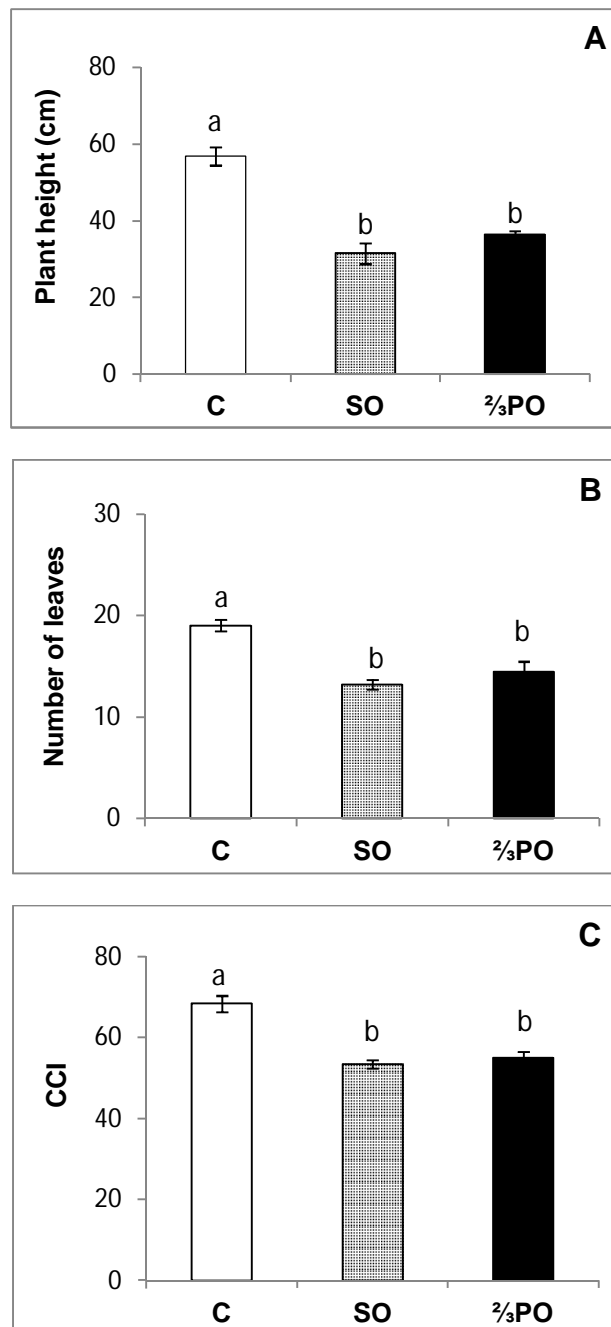 A
80
60
40
20
0
Plant height (cm)
a
b
b
C SO ⅔PO
B
30
20
10
0
Number of leaves
a
b
b
C SO ⅔PO
C
80
60
40
20
0
CCI
a
b
b
C SO ⅔PO